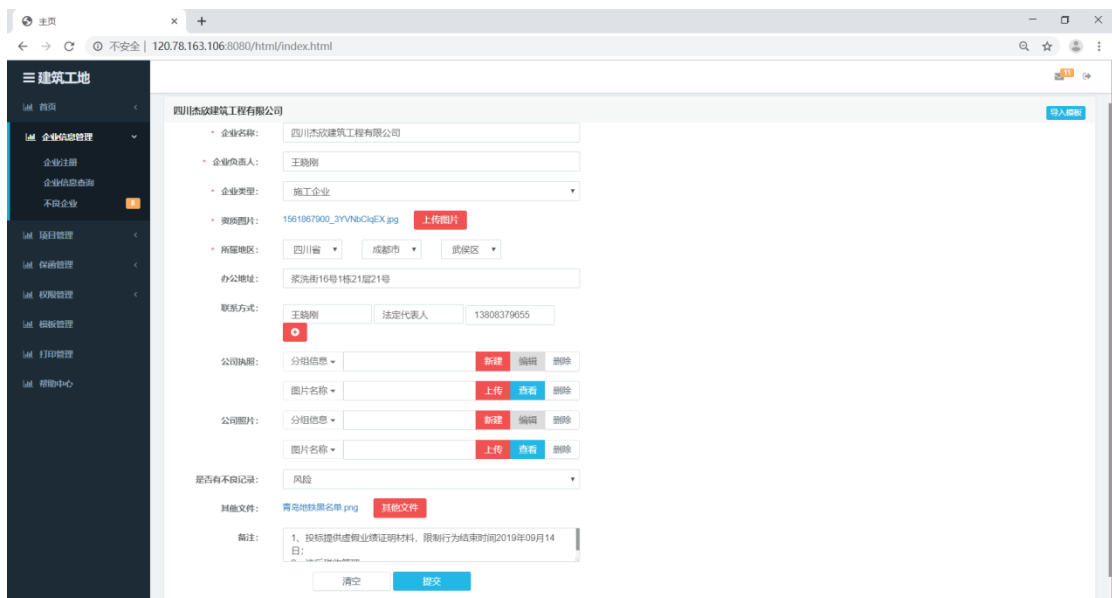 主页
不安全 | 120.78.163.106:8080/html/index.html
建筑工地
11
首页
四川杰欣建筑工程有限公司
导入模板
企业信息管理
企业注册
企业信息查询
不良企业 8
项目管理
保函管理
权限管理
模板管理
打印管理
帮助中心
* 企业名称: 四川杰欣建筑工程有限公司
* 企业负责人: 王晓刚
* 企业类型: 施工企业
* 资质图片: 1561867900_3YVNbClqEX.jpg 上传图片
* 所属地区: 四川省 成都市 武侯区
办公地址: 浆洗街16号1栋21层21号
联系方式: 王晓刚 法定代表人 13808379655
公司执照: 分组信息 新建 编辑 删除
图片名称 上传 查看 删除
公司照片: 分组信息 新建 编辑 删除
图片名称 上传 查看 删除
是否有不良记录: 风险
其他文件: 青岛地铁黑名单.png 其他文件
备注: 1、投标提供虚假业绩证明材料，限制行为结束时间2019年09月14
日;
清空 提交